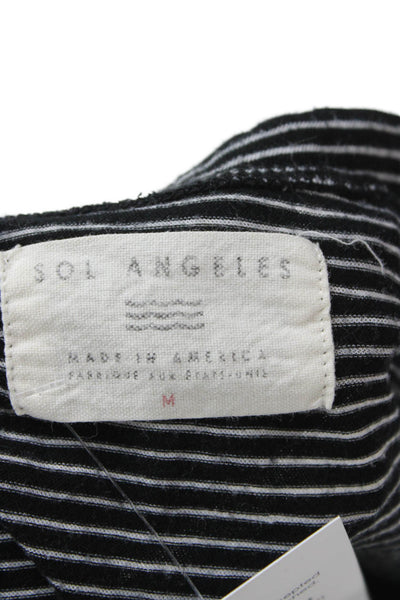 SOL ANGELES
MADE IN AMERICA
FABRIQUE AUX ÉTATS-UNIS
M